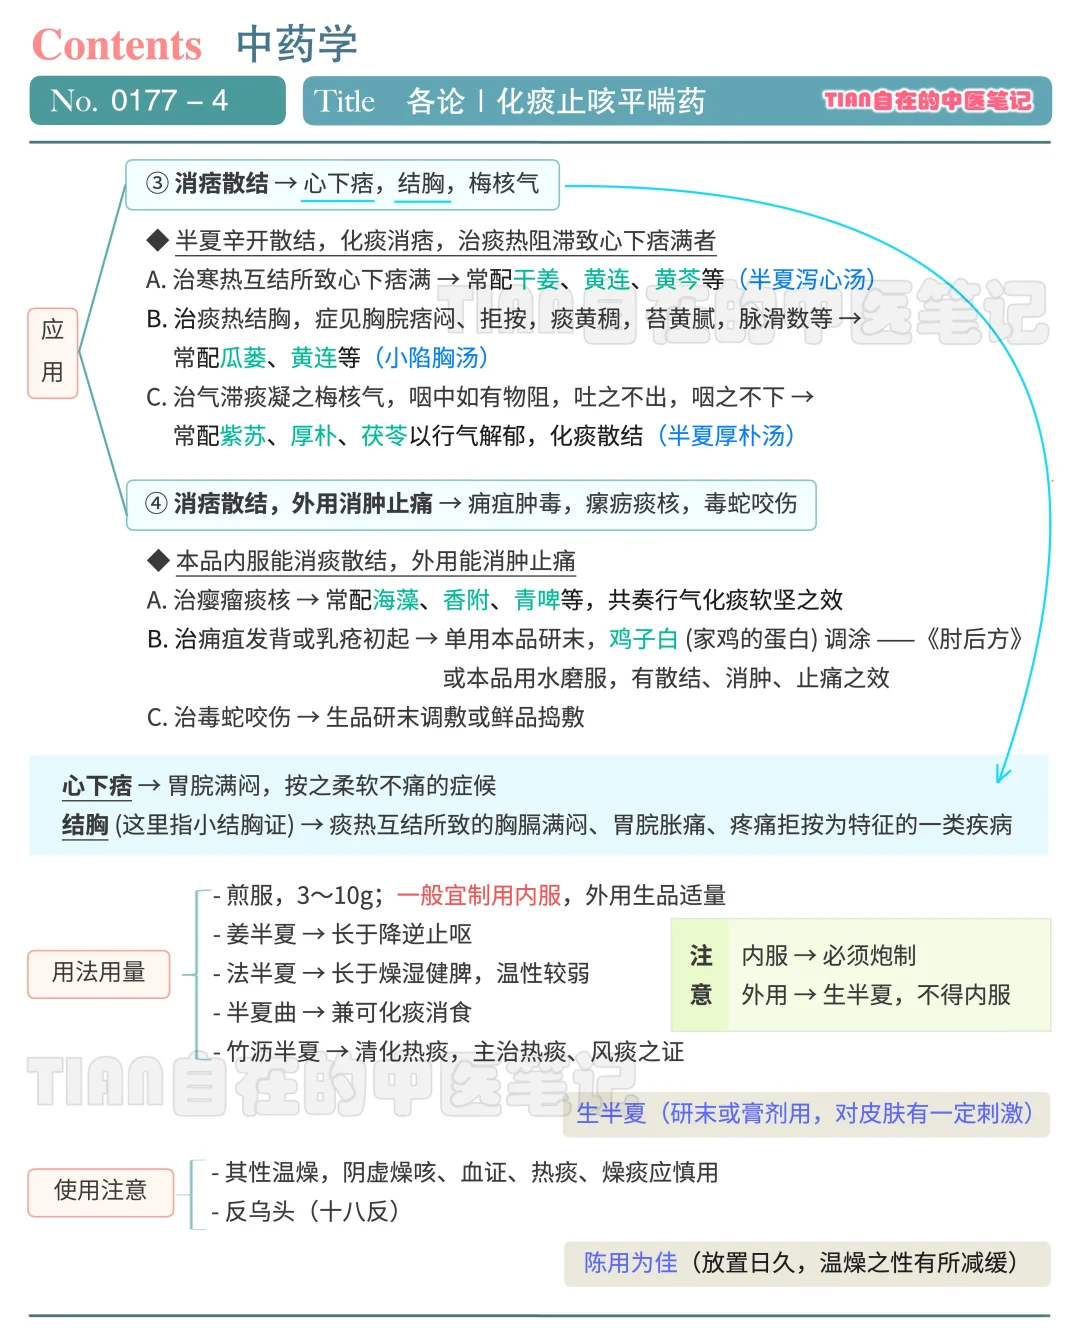 Contents 中药学
No. 0177 – 4
Title 各论｜化痰止咳平喘药
TIAN自在的中医笔记
③ 消痞散结 → 心下痞，结胸，梅核气
◆ 半夏辛开散结，化痰消痞，治痰热阻滞致心下痞满者
A. 治寒热互结所致心下痞满 → 常配干姜、黄连、黄芩等（半夏泻心汤）
B. 治痰热结胸，症见胸脘痞闷、拒按，痰黄稠，苔黄腻，脉滑数等 →
常配瓜蒌、黄连等（小陷胸汤）
C. 治气滞痰凝之梅核气，咽中如有物阻，吐之不出，咽之不下 →
常配紫苏、厚朴、茯苓以行气解郁，化痰散结（半夏厚朴汤）
应用
④ 消痞散结，外用消肿止痛 → 痈疽肿毒，瘰疬痰核，毒蛇咬伤
◆ 本品内服能消痰散结，外用能消肿止痛
A. 治瘿瘤痰核 → 常配海藻、香附、青啤等，共奏行气化痰软坚之效
B. 治痈疽发背或乳疮初起 → 单用本品研末，鸡子白 (家鸡的蛋白) 调涂 ——《肘后方》
或本品用水磨服，有散结、消肿、止痛之效
C. 治毒蛇咬伤 → 生品研末调敷或鲜品捣敷
TIAN自在的中医笔记
心下痞 → 胃脘满闷，按之柔软不痛的症候
结胸 (这里指小结胸证) → 痰热互结所致的胸膈满闷、胃脘胀痛、疼痛拒按为特征的一类疾病
用法用量
- 煎服，3～10g；一般宜制用内服，外用生品适量
- 姜半夏 → 长于降逆止呕
- 法半夏 → 长于燥湿健脾，温性较弱
- 半夏曲 → 兼可化痰消食
- 竹沥半夏 → 清化热痰，主治热痰、风痰之证
注意
内服 → 必须炮制
外用 → 生半夏，不得内服
TIAN自在的中医笔记
生半夏（研末或膏剂用，对皮肤有一定刺激）
使用注意
- 其性温燥，阴虚燥咳、血证、热痰、燥痰应慎用
- 反乌头（十八反）
陈用为佳（放置日久，温燥之性有所减缓）